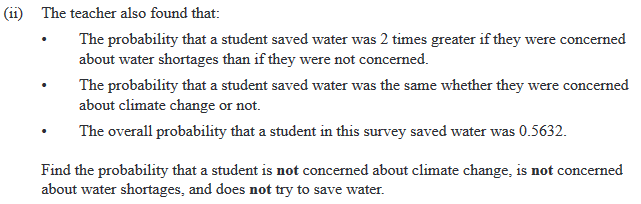 (ii) The teacher also found that:
• The probability that a student saved water was 2 times greater if they were concerned
about water shortages than if they were not concerned.
• The probability that a student saved water was the same whether they were concerned
about climate change or not.
• The overall probability that a student in this survey saved water was 0.5632.
Find the probability that a student is not concerned about climate change, is not concerned
about water shortages, and does not try to save water.